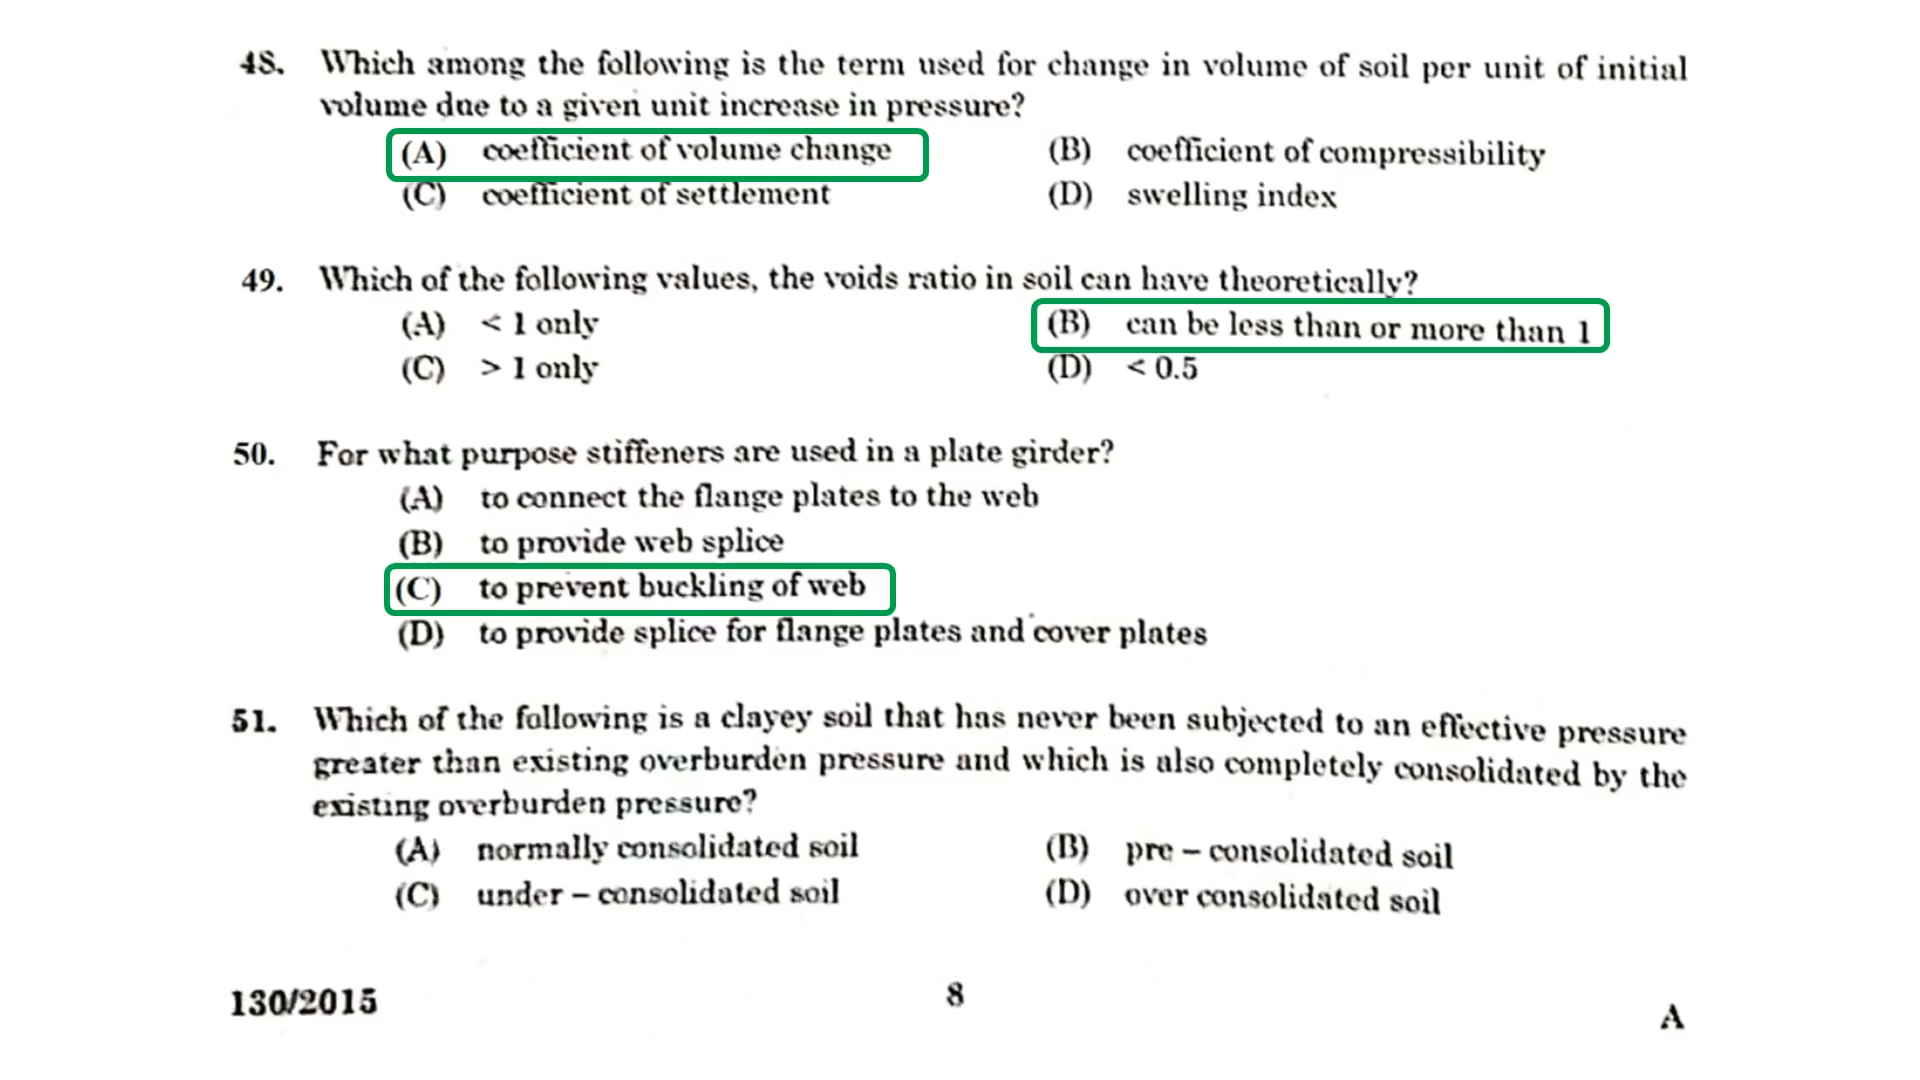 48. Which among the following is the term used for change in volume of soil per unit of initial
volume due to a given unit increase in pressure?
(A) coefficient of volume change (B) coefficient of compressibility
(C) coefficient of settlement (D) swelling index
49. Which of the following values, the voids ratio in soil can have theoretically?
(A) < 1 only (B) can be less than or more than 1
(C) > 1 only (D) < 0.5
50. For what purpose stiffeners are used in a plate girder?
(A) to connect the flange plates to the web
(B) to provide web splice
(C) to prevent buckling of web
(D) to provide splice for flange plates and cover plates
51. Which of the following is a clayey soil that has never been subjected to an effective pressure
greater than existing overburden pressure and which is also completely consolidated by the
existing overburden pressure?
(A) normally consolidated soil (B) pre – consolidated soil
(C) under – consolidated soil (D) over consolidated soil
130/2015 8 A